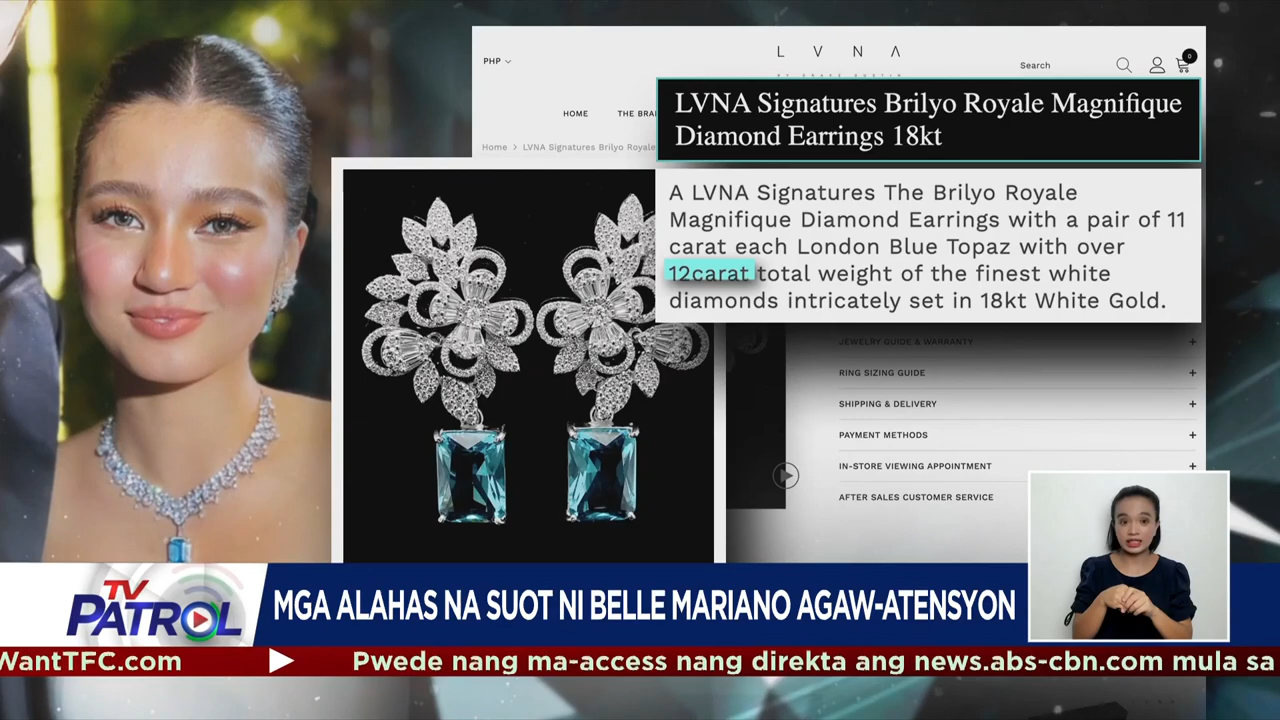 PHP
L V N A
Search
0
HOME
THE BRA
Home > LVNA Signatures Brilyo Royale
LVNA Signatures Brilyo Royale Magnifique
Diamond Earrings 18kt
A LVNA Signatures The Brilyo Royale
Magnifique Diamond Earrings with a pair of 11
carat each London Blue Topaz with over
12carat total weight of the finest white
diamonds intricately set in 18kt White Gold.
JEWELRY GUIDE & WARRANTY
RING SIZING GUIDE
SHIPPING & DELIVERY
PAYMENT METHODS
IN-STORE VIEWING APPOINTMENT
AFTER SALES CUSTOMER SERVICE
TV
PATROL
MGA ALAHAS NA SUOT NI BELLE MARIANO AGAW-ATENSYON
WantTFC.com
Pwede nang ma-access nang direkta ang news.abs-cbn.com mula sa